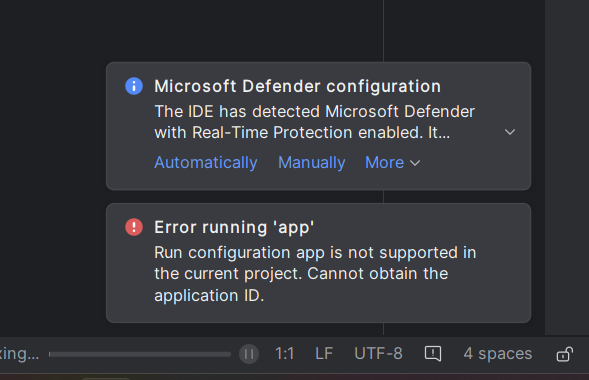 Microsoft Defender configuration
The IDE has detected Microsoft Defender
with Real-Time Protection enabled. It...
Automatically Manually More
Error running 'app'
Run configuration app is not supported in
the current project. Cannot obtain the
application ID.
xing... 1:1 LF UTF-8 4 spaces